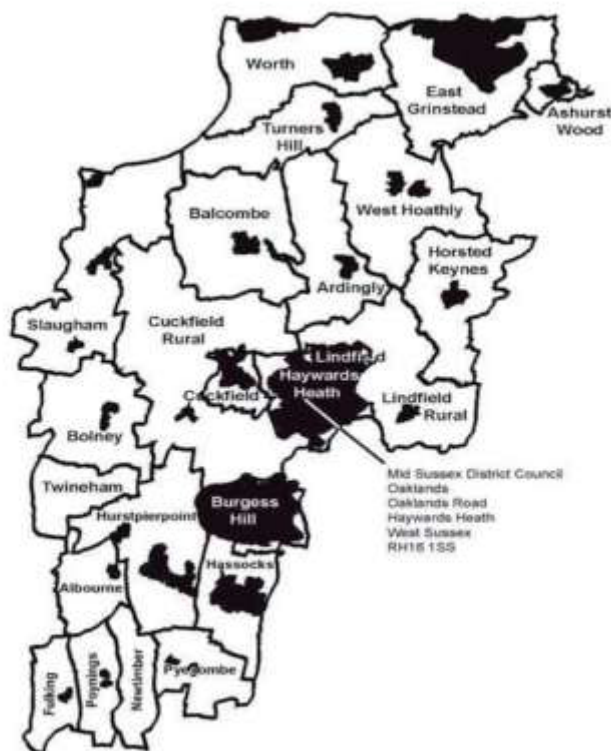 Worth
East
Grinstead
Ashurst
Wood
Turners
Hill
Balcombe
West Hoathly
Horsted
Keynes
Ardingly
Slaugham
Cuckfield
Rural
Lindfield
Haywards
Heath
Cuckfield
Lindfield
Rural
Bolney
Twineham
Mid Sussex District Council
Oaklands
Oaklands Road
Haywards Heath
West Sussex
RH16 1SS
Burgess
Hill
Hurstpierpoint
Hassocks
Albourne
Fulking
Poynings
Newtimber
Pyecombe